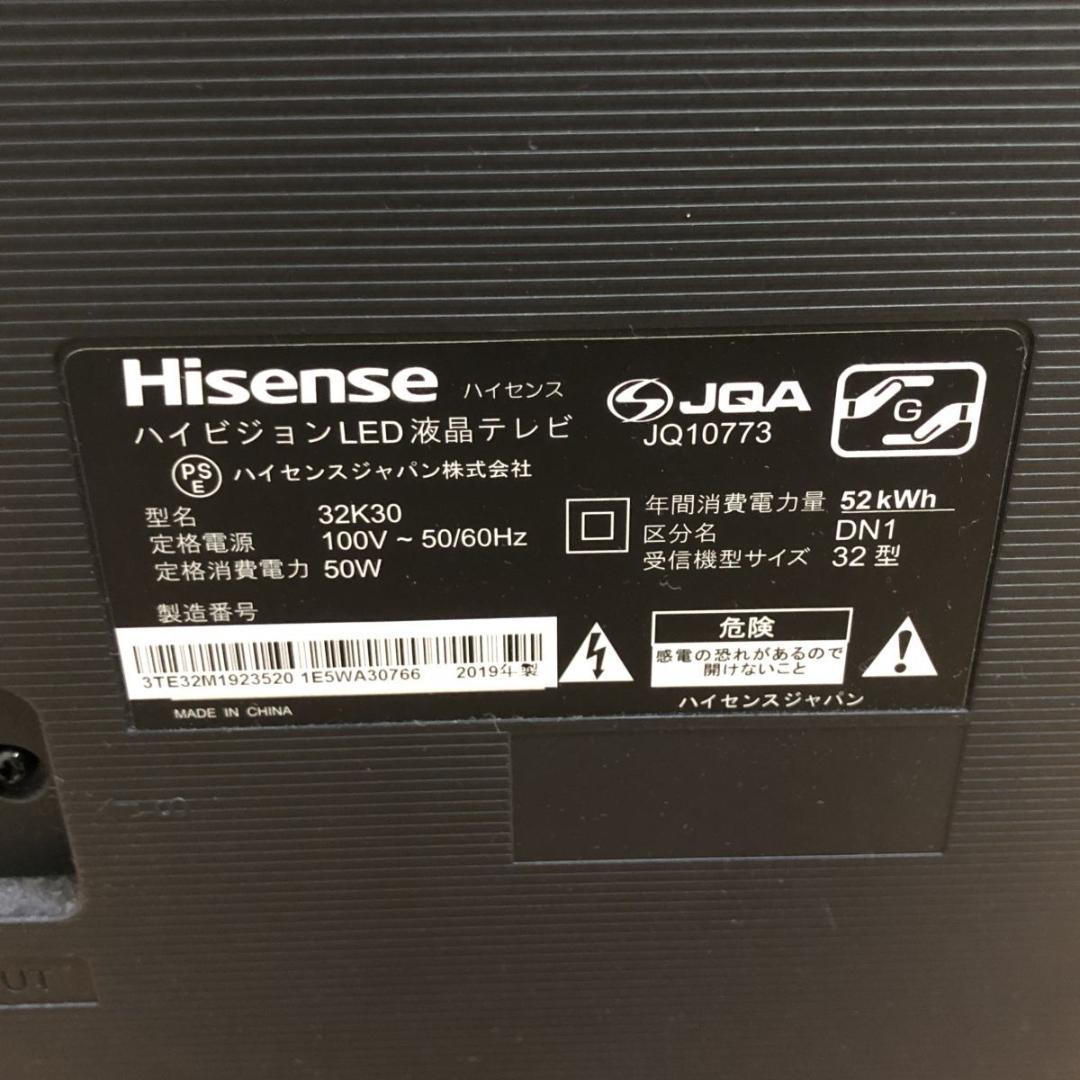 Hisense ハイセンス
JQA
JQ10773
G
ハイビジョンLED液晶テレビ
PSE ハイセンスジャパン株式会社
型名 32K30
定格電源 100V ~ 50/60Hz
定格消費電力 50W
年間消費電力量 52kWh
区分名 DN1
受信機型サイズ 32型
製造番号
3TE32M1923520 1E5WA30766 2019年製
MADE IN CHINA
危険
感電の恐れがあるので
開けないこと
ハイセンスジャパン
UT